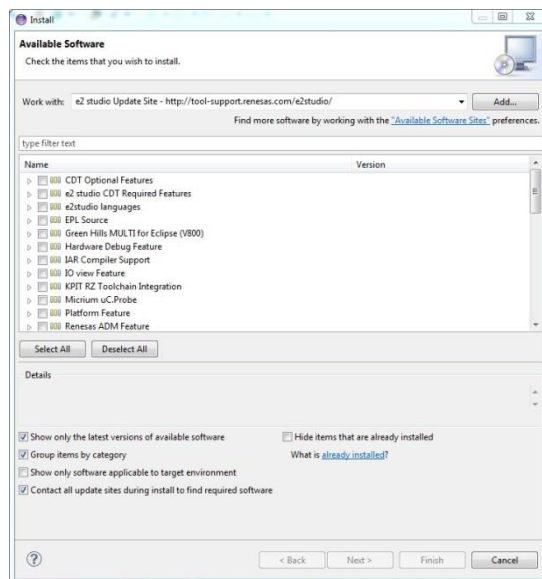 Install
Available Software
Check the items that you wish to install.
Work with: e2 studio Update Site - http://tool-support.renesas.com/e2studio/ Add...
Find more software by working with the "Available Software Sites" preferences.
type filter text
Name Version
CDT Optional Features
e2 studio CDT Required Features
e2studio languages
EPL Source
Green Hills MULTI for Eclipse (V800)
Hardware Debug Feature
IAR Compiler Support
IO view Feature
KPIT RZ Toolchain Integration
Micrium uC.Probe
Platform Feature
Renesas ADM Feature
Select All Deselect All
Details
Show only the latest versions of available software Hide items that are already installed
Group items by category What is already installed?
Show only software applicable to target environment
Contact all update sites during install to find required software
? < Back Next > Finish Cancel